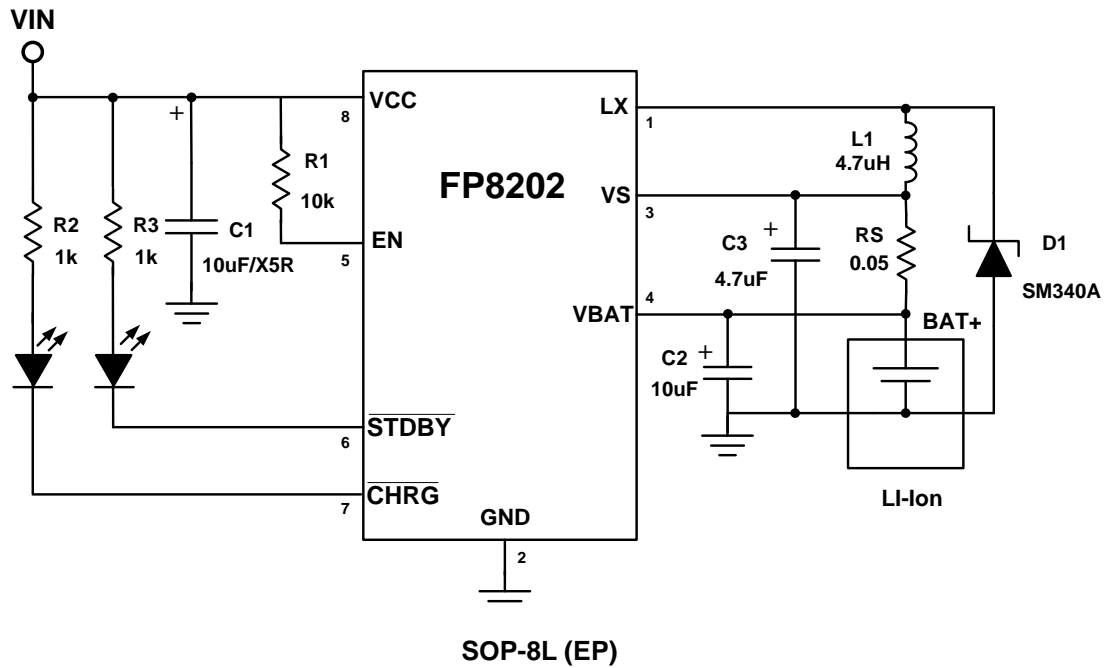 VIN
VCC
8
LX
1
R1
10k
FP8202
L1
4.7uH
VS
3
R2
1k
R3
1k
C1
10uF/X5R
+
EN
5
C3
4.7uF
+
RS
0.05
D1
SM340A
VBAT
4
BAT+
C2
10uF
+
STDBY
6
CHRG
7
GND
2
LI-Ion
SOP-8L (EP)